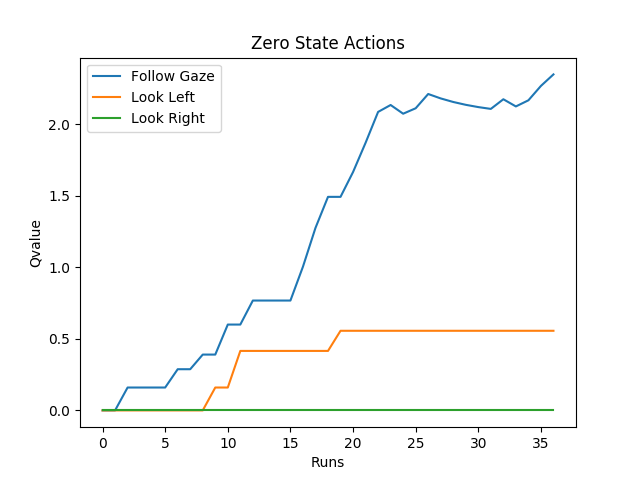 Zero State Actions
Follow Gaze
Look Left
Look Right
Qvalue
2.0
1.5
1.0
0.5
0.0
0 5 10 15 20 25 30 35
Runs